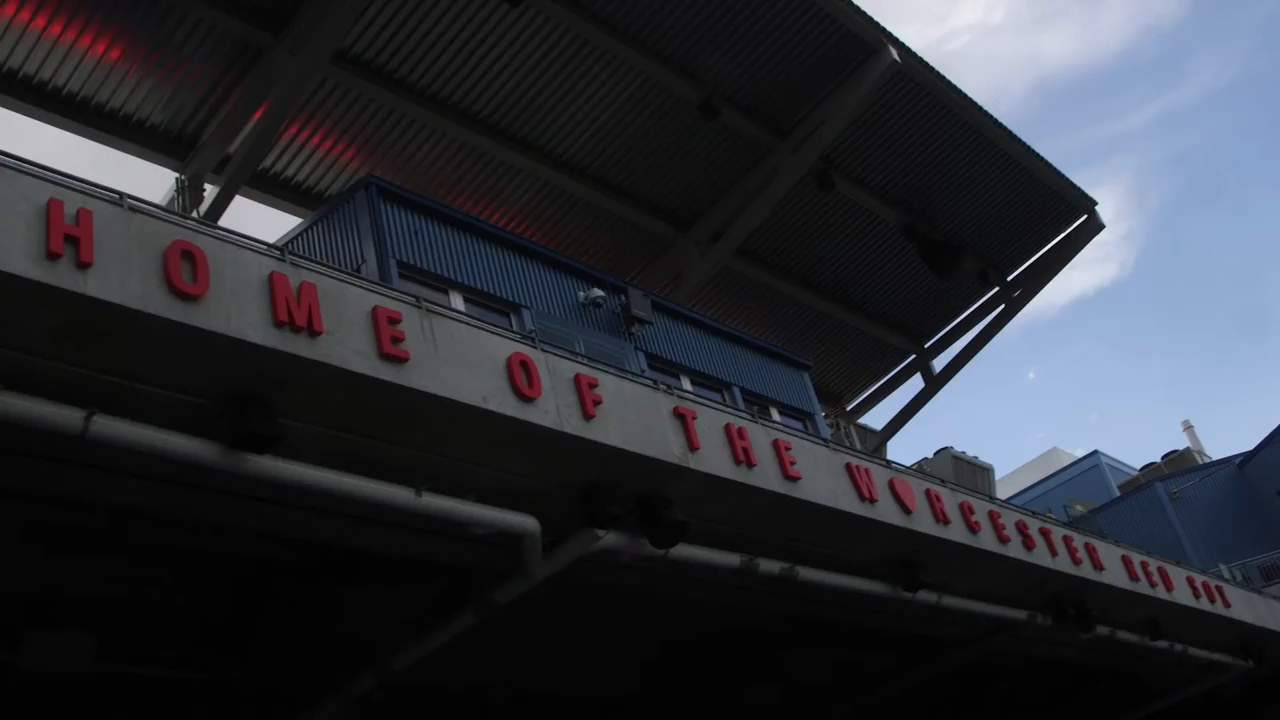 HOME OF THE W♥RCESTER RED SOX